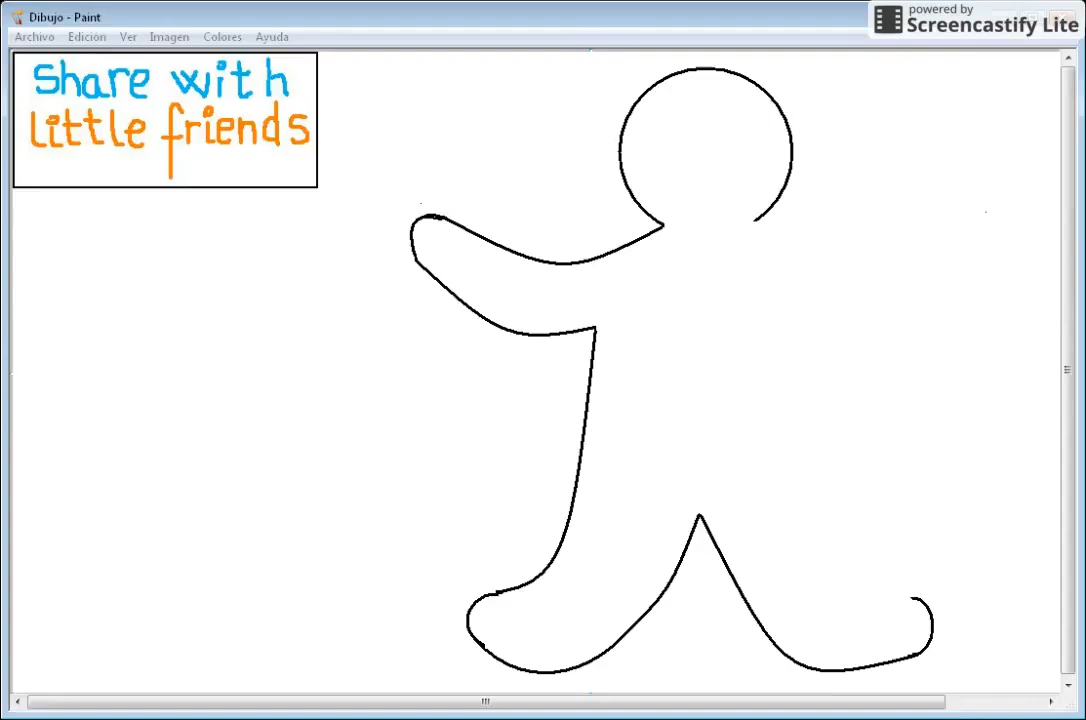 Dibujo - Paint
powered by
Screencastify Lite
Archivo Edición Ver Imagen Colores Ayuda
Share with
little friends